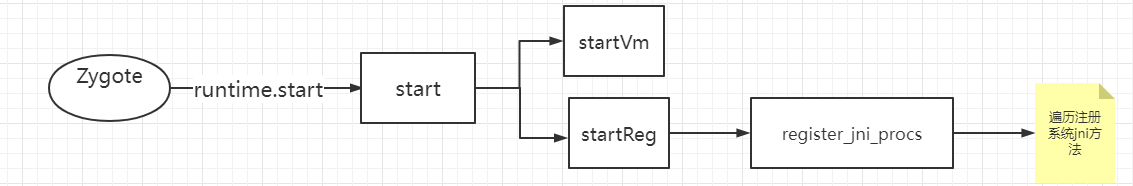 Zygote
runtime.start
start
startVm
startReg
register_jni_procs
遍历注册
系统jni方
法